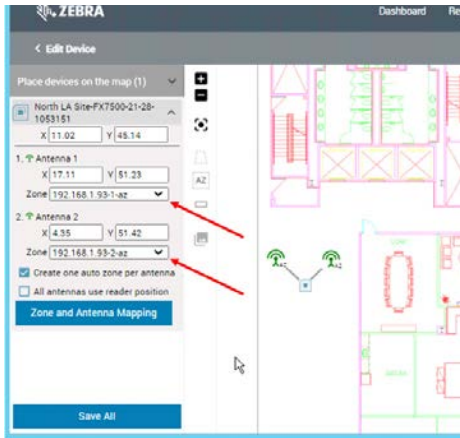 ZEBRA
Dashboard
Re
< Edit Device
Place devices on the map (1)
North LA Site-FX7500-21-28-
1053151
X 11.02 Y 45.14
1. Antenna 1
X 17.11 Y 51.23
Zone 192.168.1.93-1-az
2. Antenna 2
X 4.35 Y 51.42
Zone 192.168.1.93-2-az
Create one auto zone per antenna
All antennas use reader position
Zone and Antenna Mapping
Save All
AZ